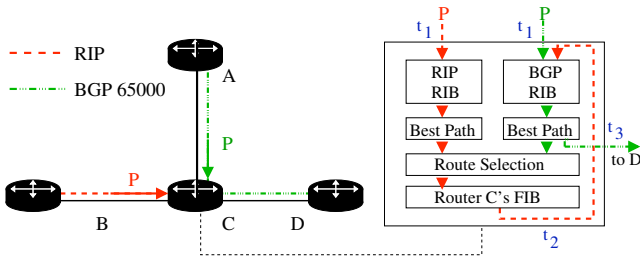 RIP
BGP 65000
A
P
P
B
C
D
t1
P
t1
P
RIP
RIB
BGP
RIB
Best Path
Best Path
t3
to D
Route Selection
Router C's FIB
t2